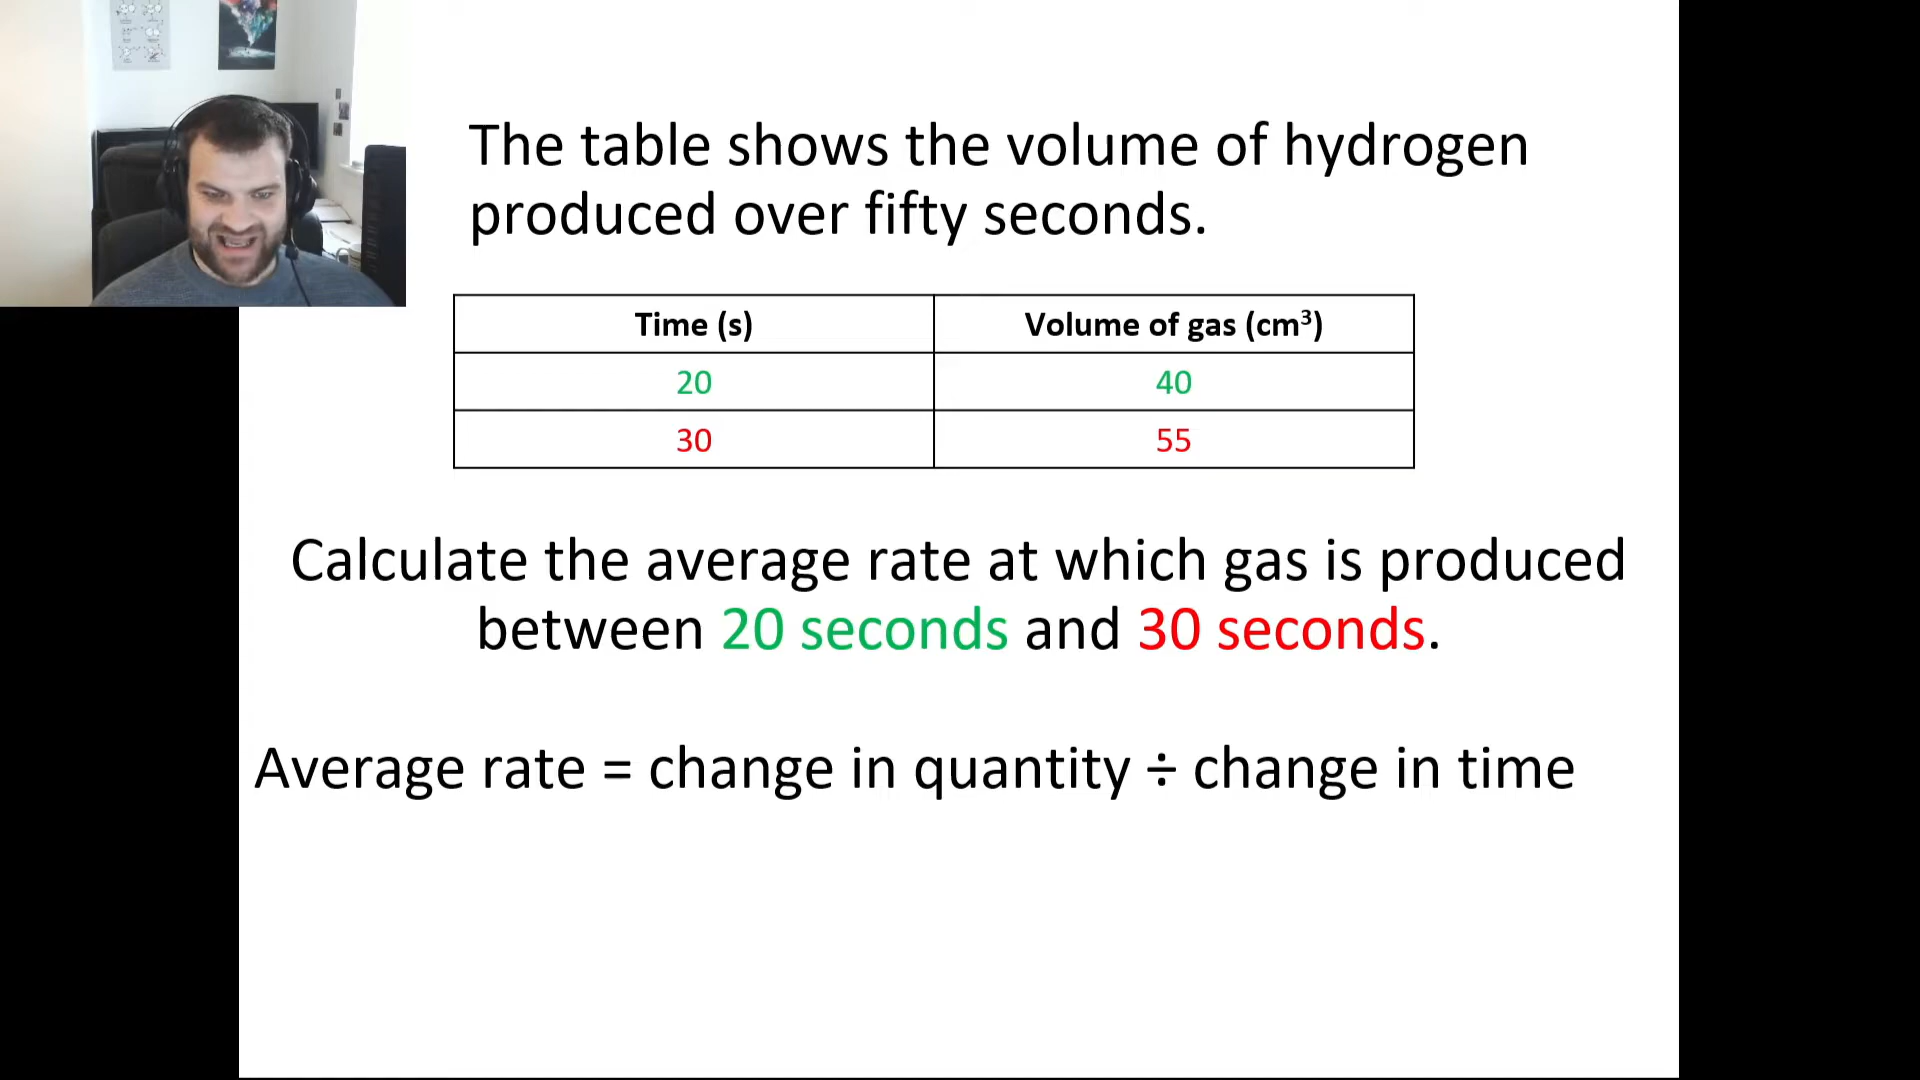 The table shows the volume of hydrogen
produced over fifty seconds.
Time (s) Volume of gas (cm³)
20 40
30 55
Calculate the average rate at which gas is produced
between 20 seconds and 30 seconds.
Average rate = change in quantity ÷ change in time